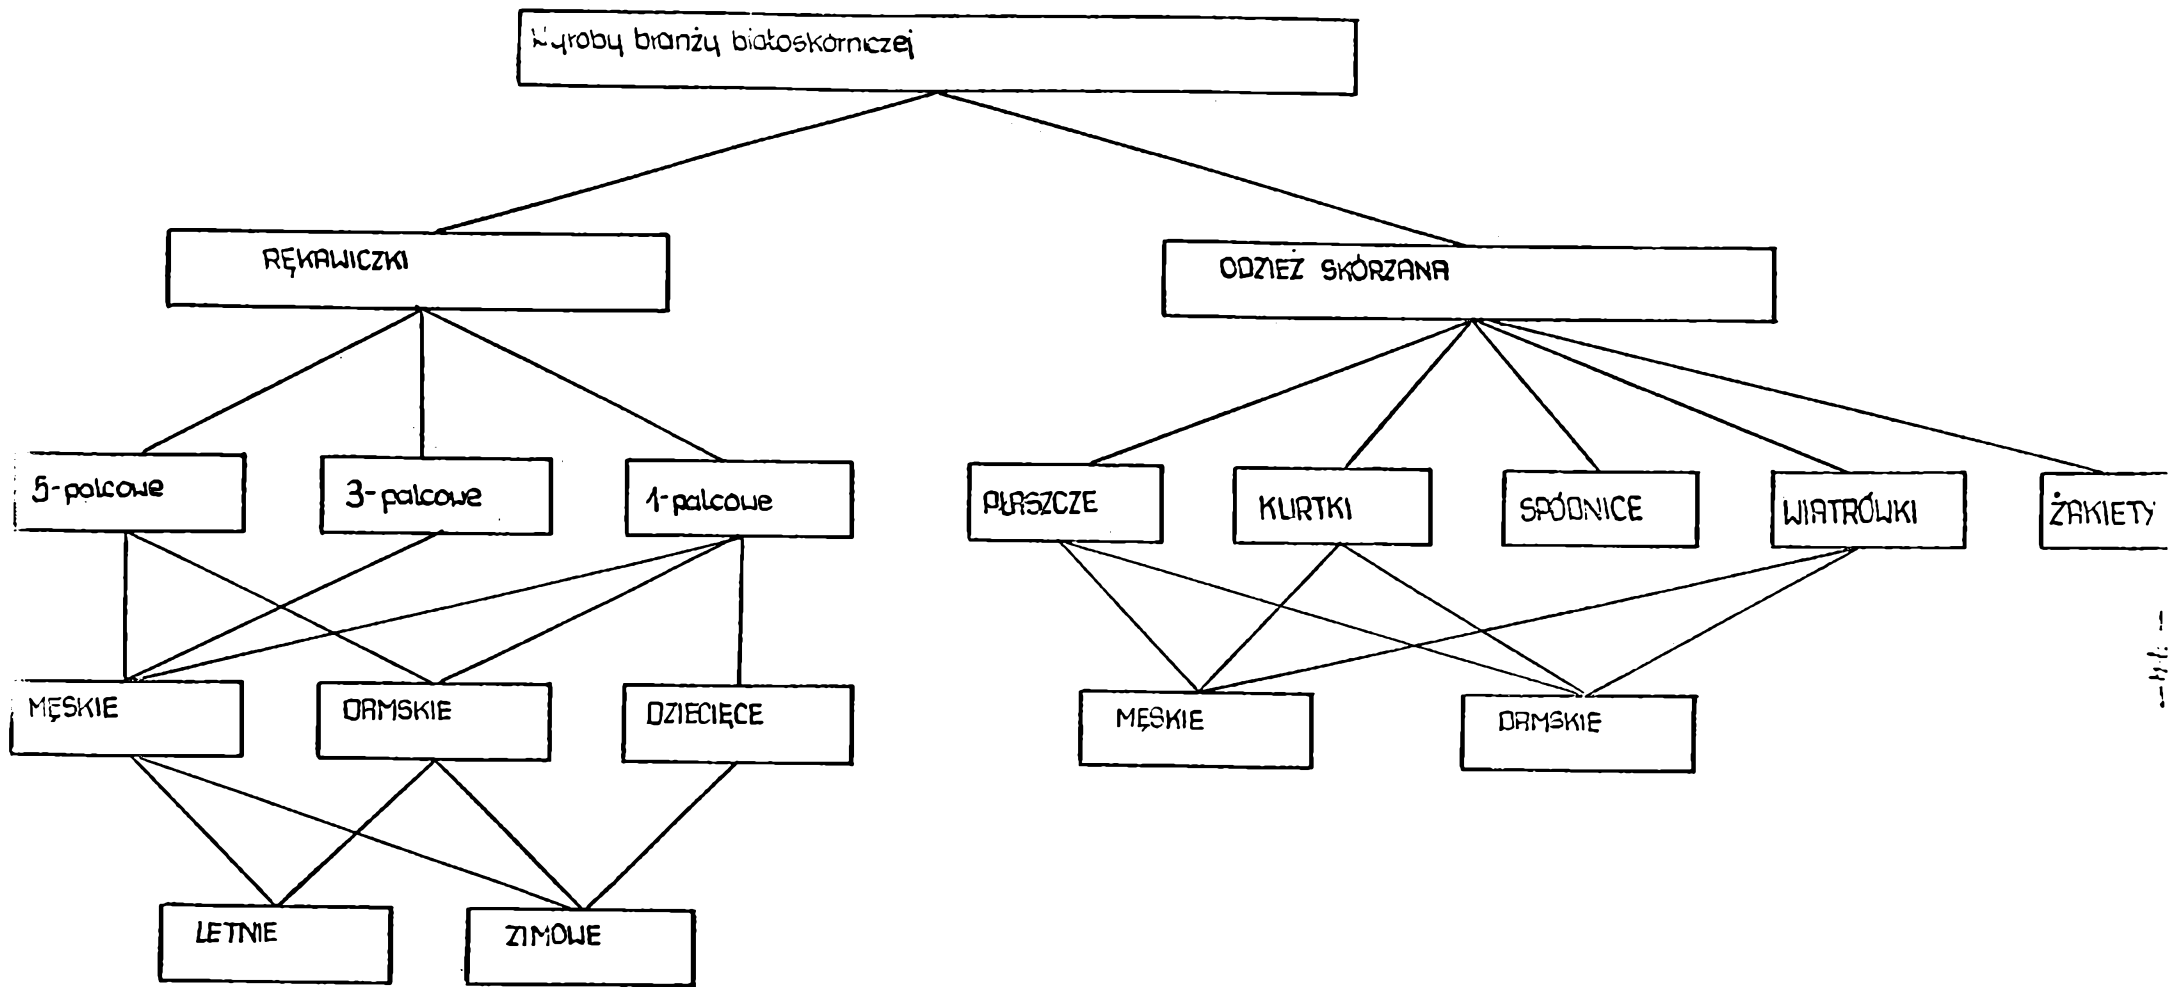 Wyroby branży białoskórniczej
RĘKAWICZKI
ODZIEŻ SKÓRZANA
5-palcowe
3-palcowe
1-palcowe
PŁASZCZE
KURTKI
SPÓDNICE
WIATRÓWKI
ŻAKIETY
MĘSKIE
DAMSKIE
DZIECIĘCE
MĘSKIE
DAMSKIE
LETNIE
ZIMOWE